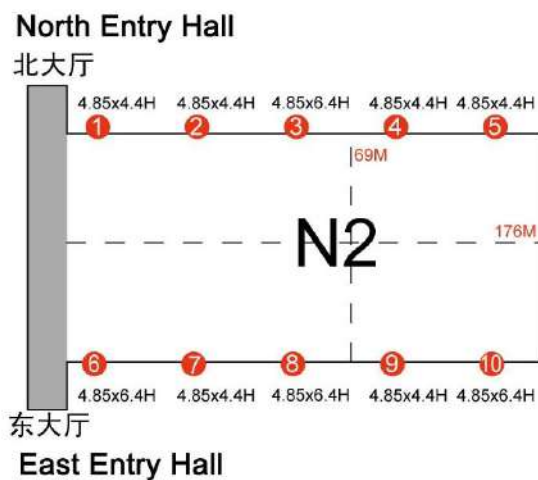 North Entry Hall
北大厅
4.85x4.4H 4.85x4.4H 4.85x6.4H 4.85x4.4H 4.85x4.4H
1 2 3 4 5
69M
N2
176M
6 7 8 9 10
4.85x6.4H 4.85x4.4H 4.85x6.4H 4.85x4.4H 4.85x6.4H
东大厅
East Entry Hall